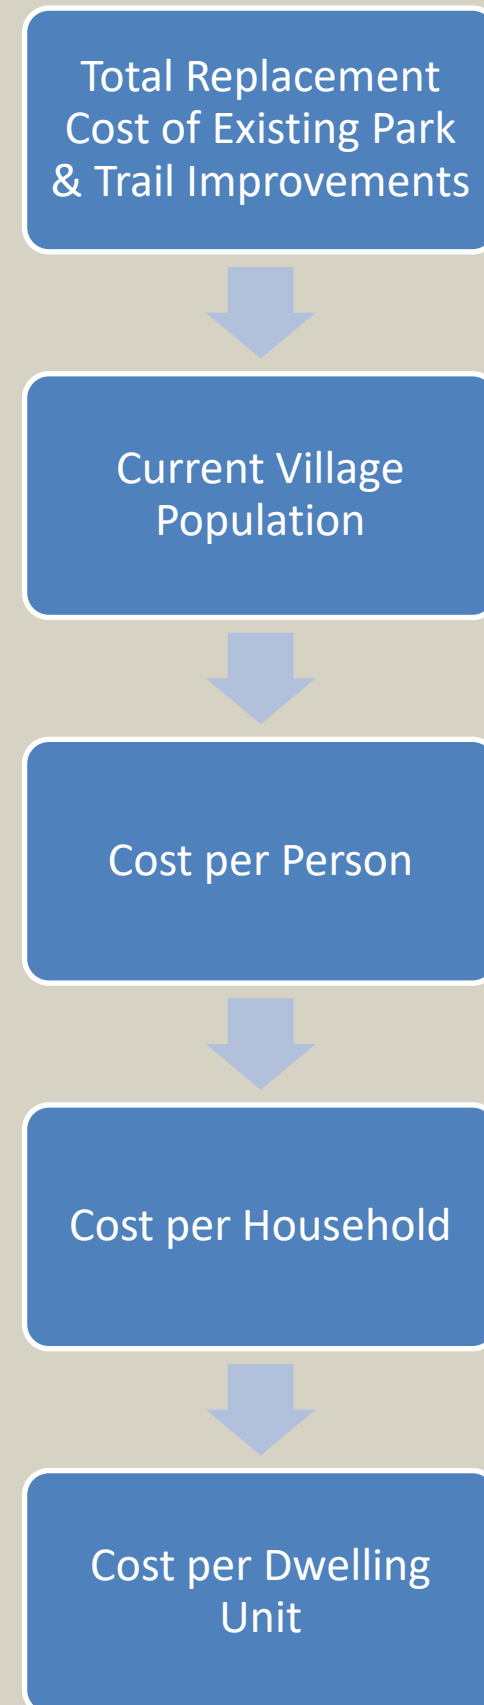 Total Replacement
Cost of Existing Park
& Trail Improvements
Current Village
Population
Cost per Person
Cost per Household
Cost per Dwelling
Unit